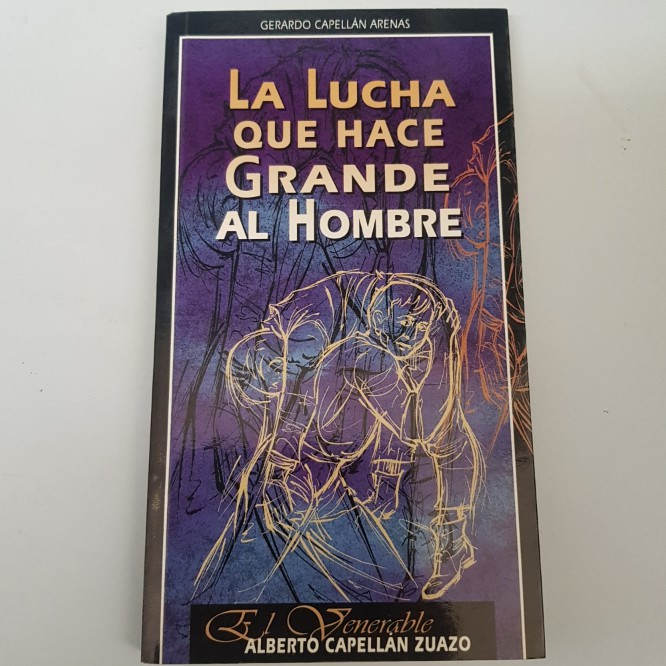 GERARDO CAPELLÁN ARENAS
LA LUCHA
QUE HACE
GRANDE
AL HOMBRE
El Venerable
ALBERTO CAPELLÁN ZUAZO